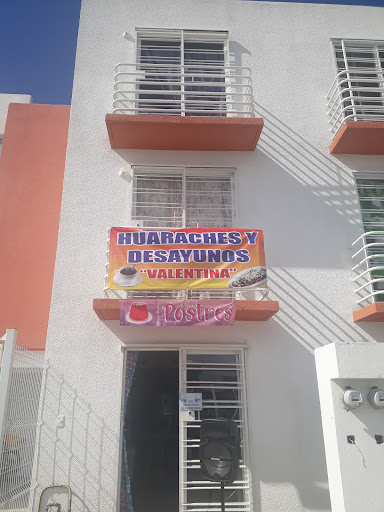 HUARACHES Y
DESAYUNOS
"VALENTINA"
Postres